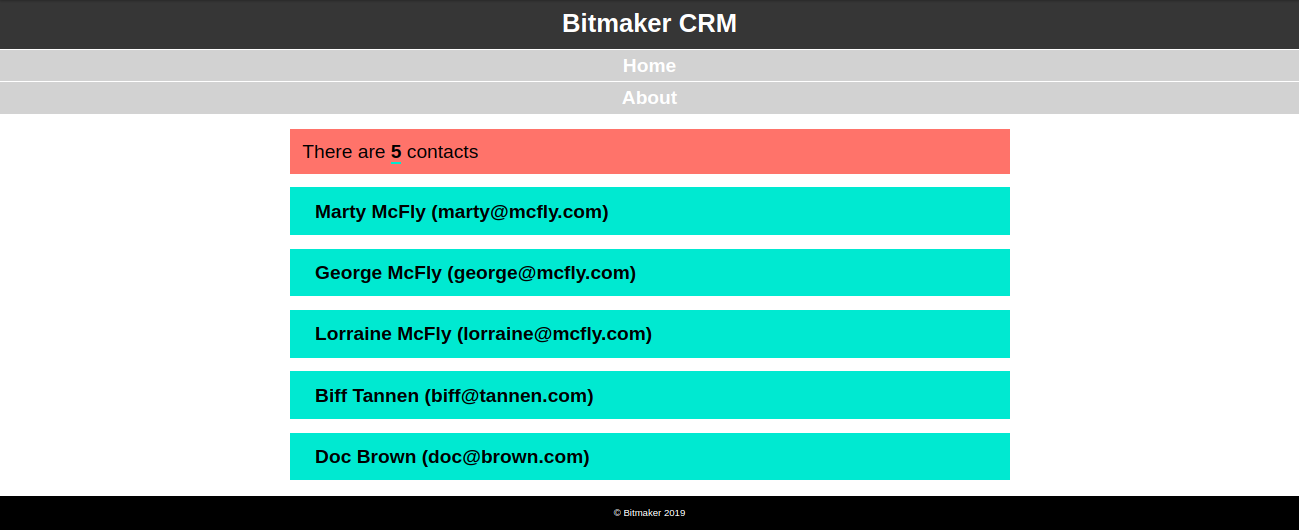 Bitmaker CRM
Home
About
There are 5 contacts
Marty McFly (marty@mcfly.com)
George McFly (george@mcfly.com)
Lorraine McFly (lorraine@mcfly.com)
Biff Tannen (biff@tannen.com)
Doc Brown (doc@brown.com)
© Bitmaker 2019